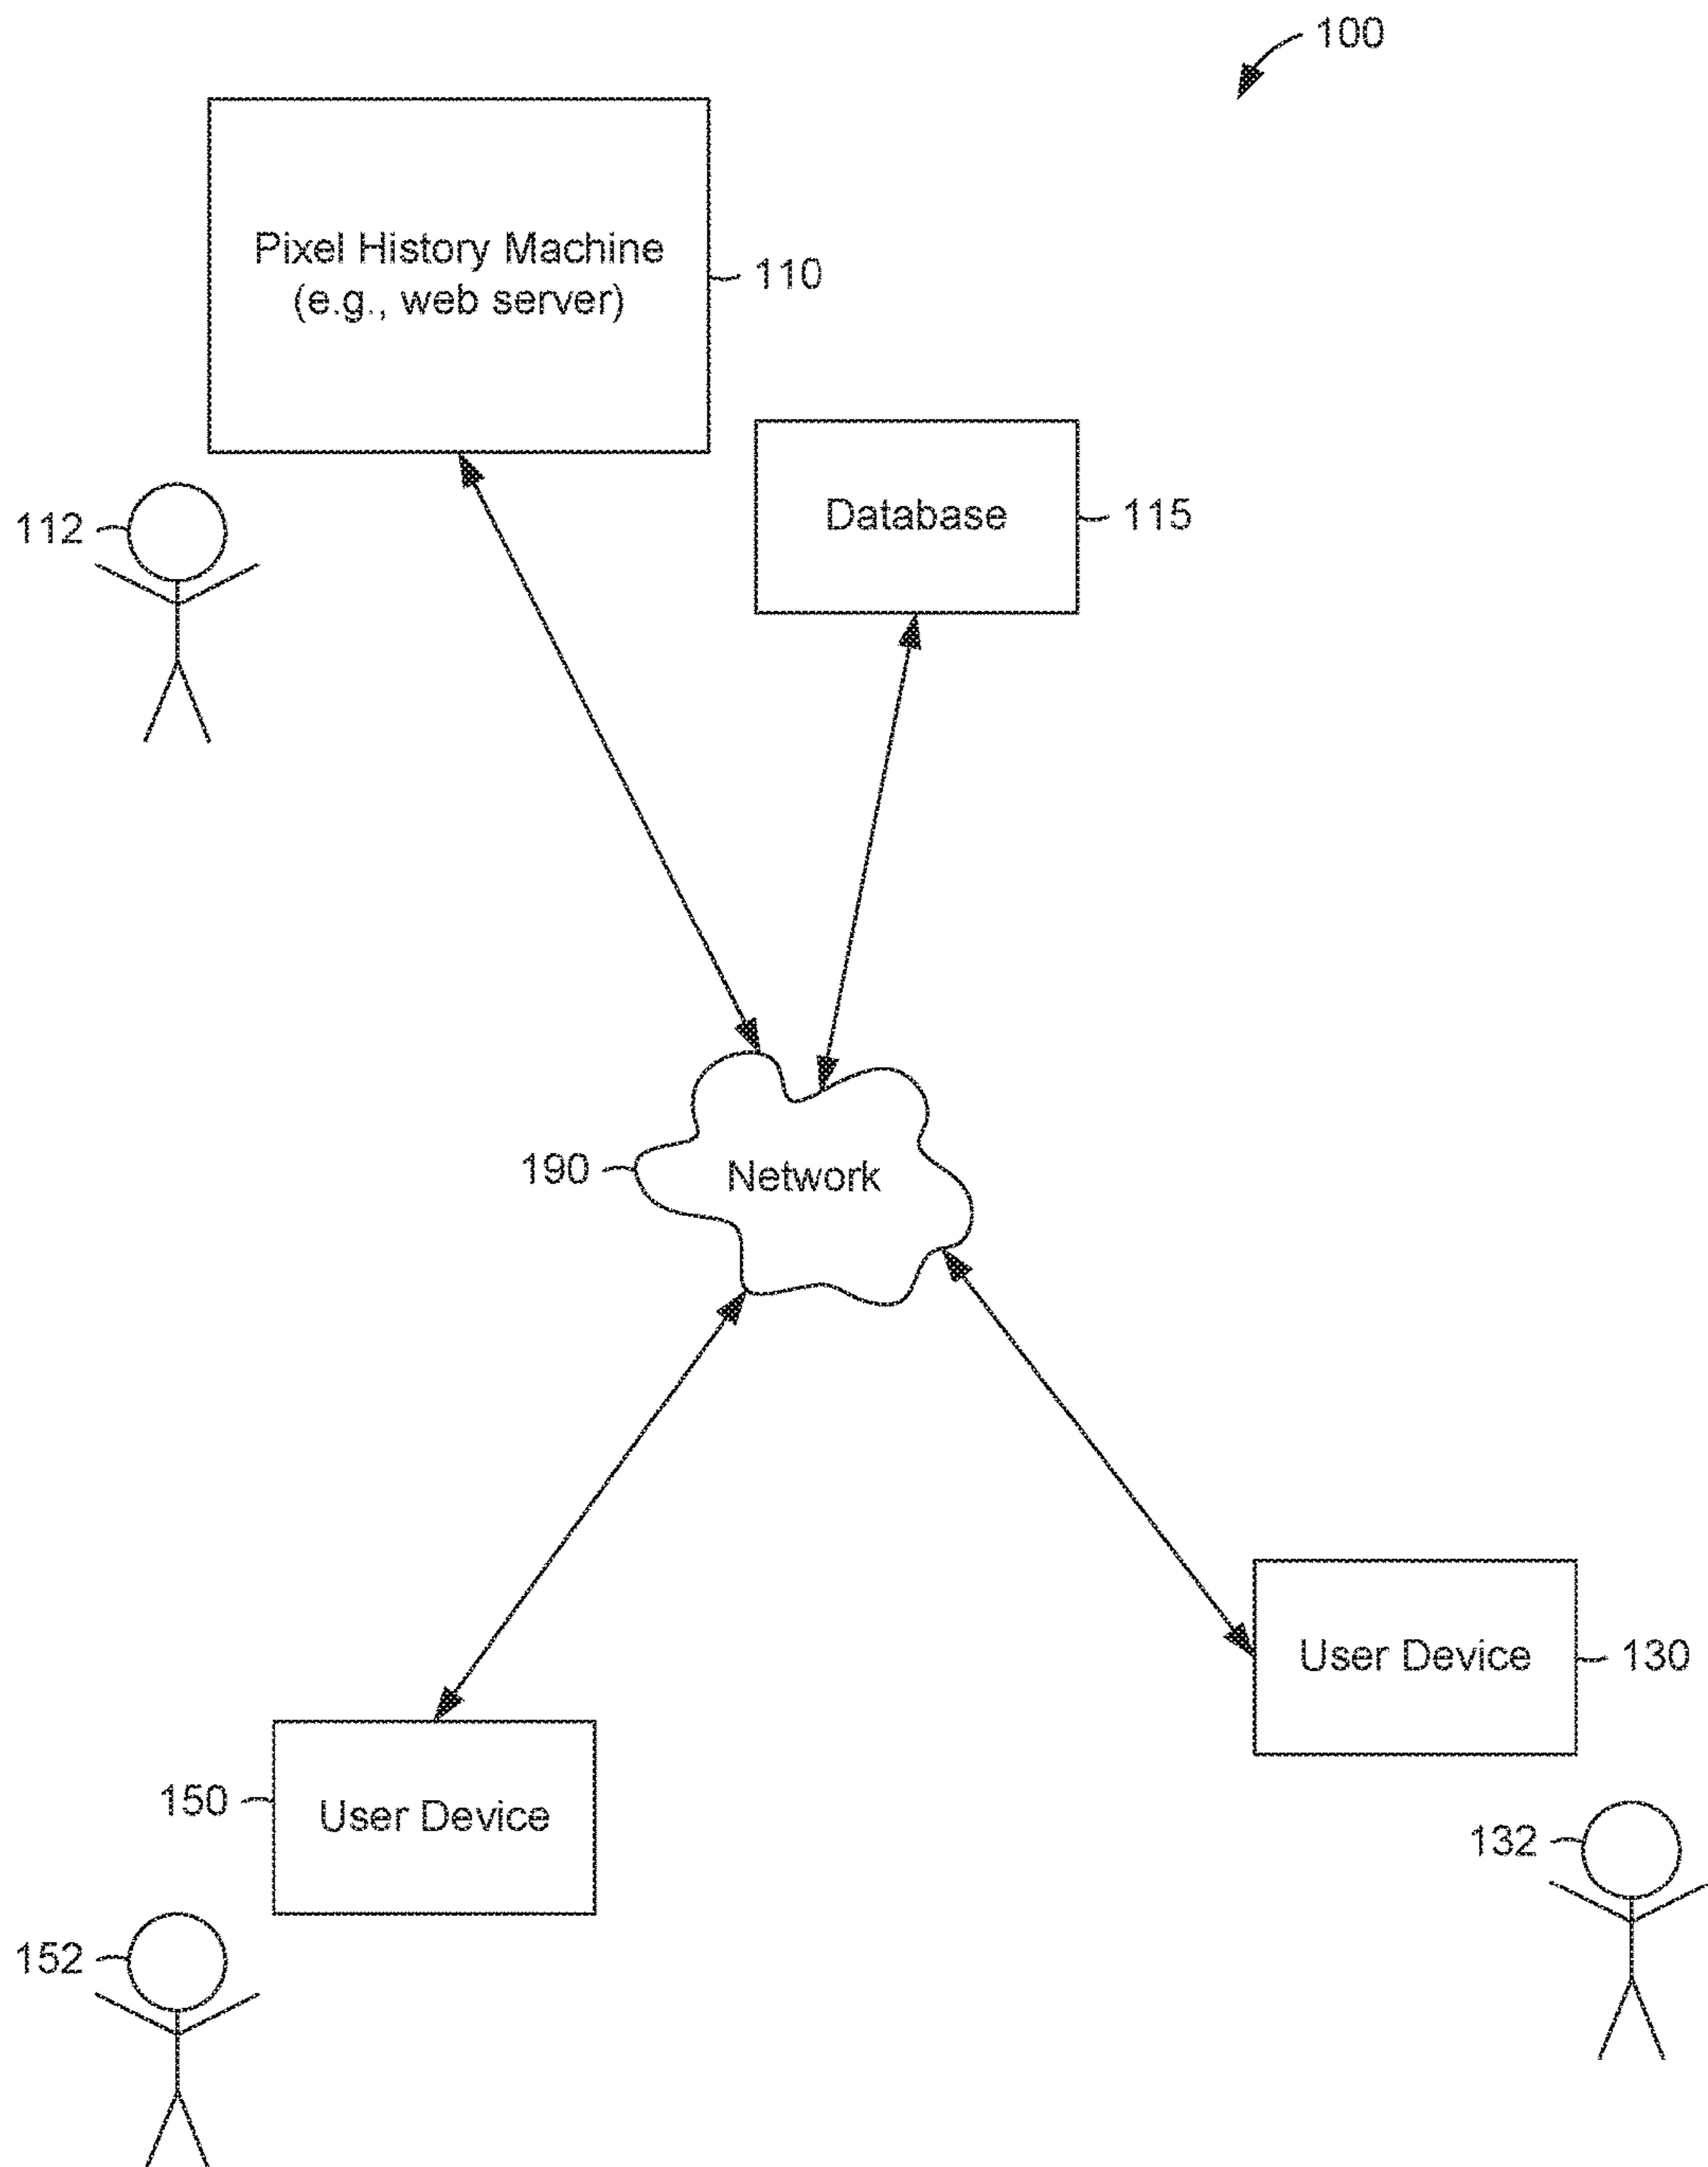 100
Pixel History Machine
(e.g., web server)
110
112
Database
115
190
Network
User Device
130
150
User Device
132
152